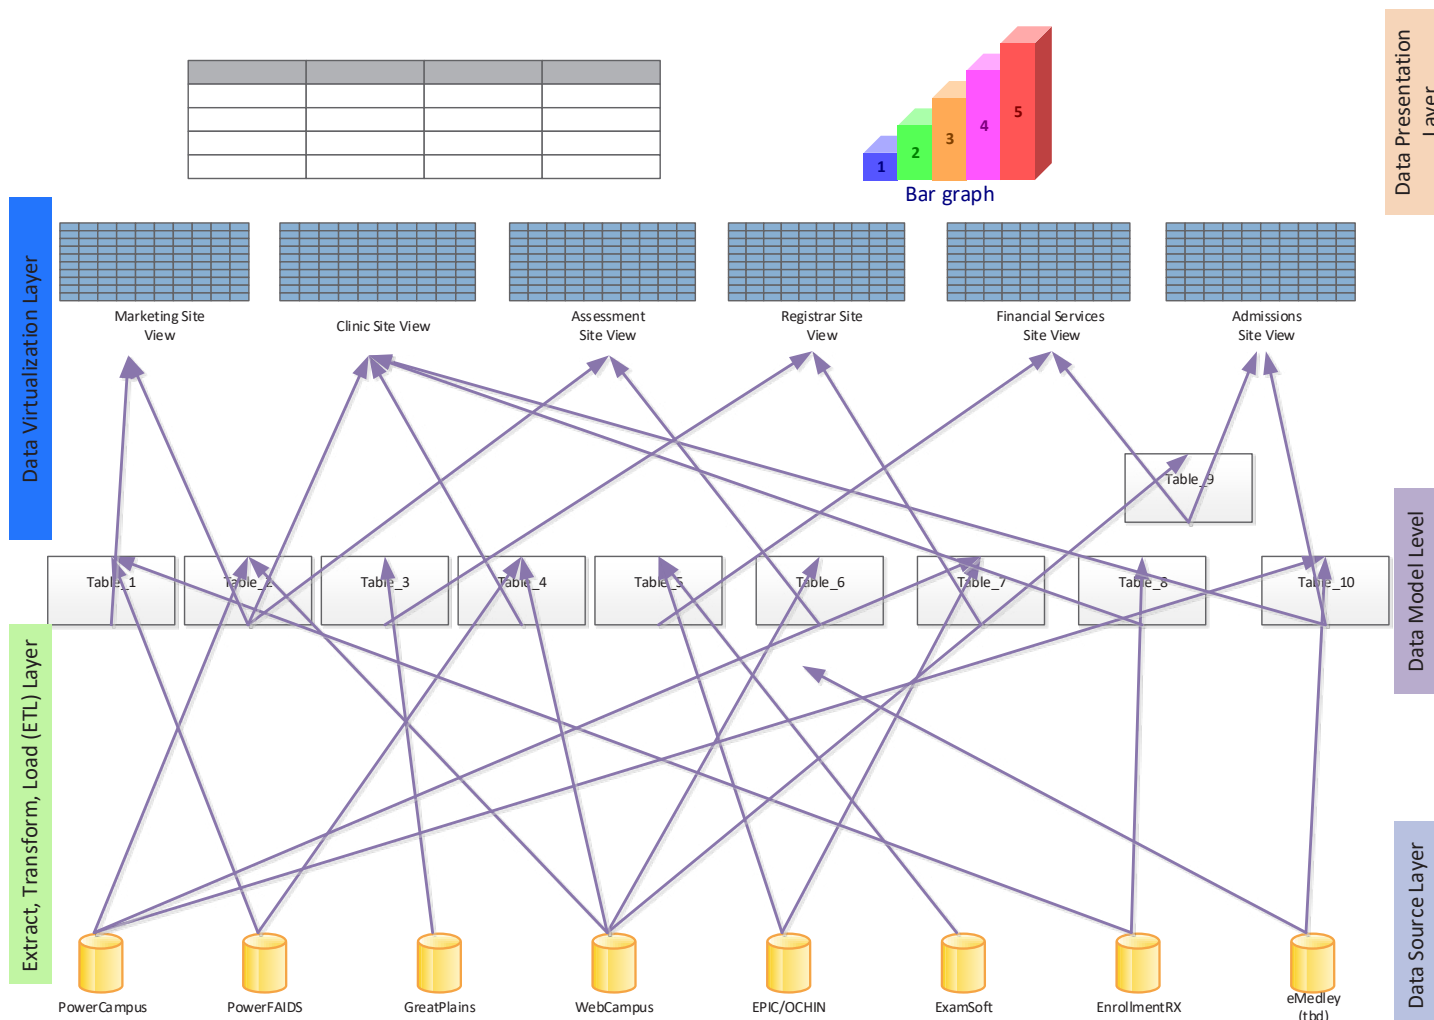 Data Presentation
Layer
1
2
3
4
5
Bar graph
Data Virtualization Layer
Marketing Site
View
Clinic Site View
Assessment
Site View
Registrar Site
View
Financial Services
Site View
Admissions
Site View
Table_9
Data Model Level
Table_1
Table_2
Table_3
Table_4
Table_5
Table_6
Table_7
Table_8
Table_10
Extract, Transform, Load (ETL) Layer
Data Source Layer
PowerCampus
PowerFAIDS
GreatPlains
WebCampus
EPIC/OCHIN
ExamSoft
EnrollmentRX
eMedley
(tbd)